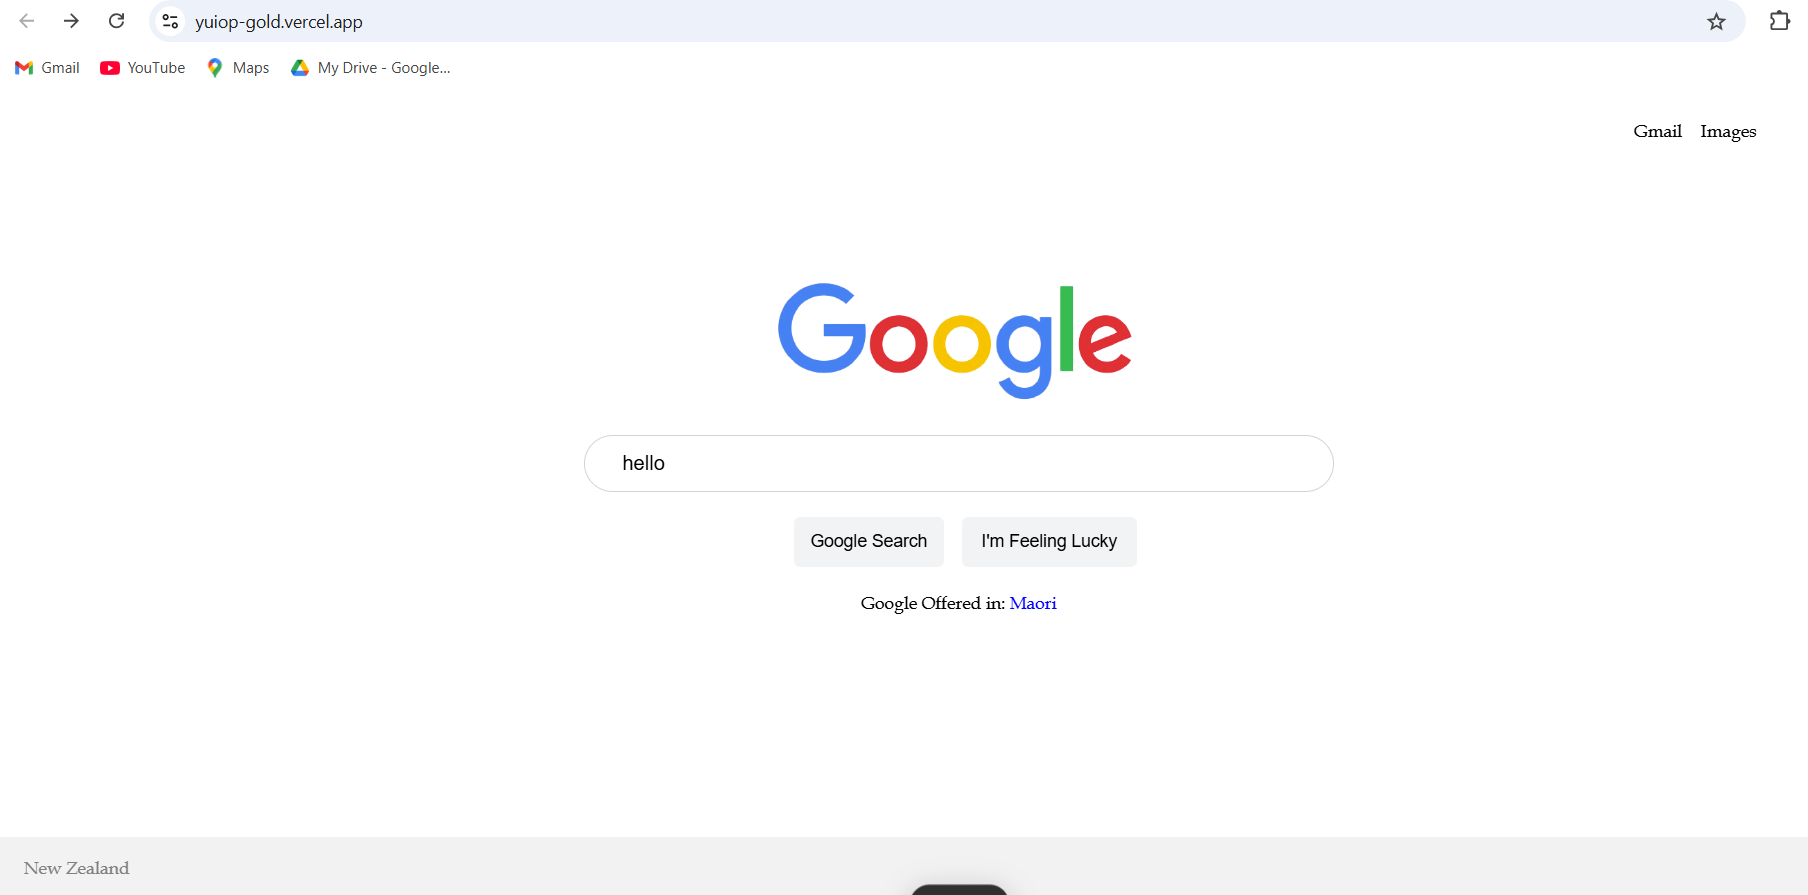 yuiop-gold.vercel.app
Gmail YouTube Maps My Drive - Google...
Gmail Images
Google
hello
Google Search I'm Feeling Lucky
Google Offered in: Maori
New Zealand